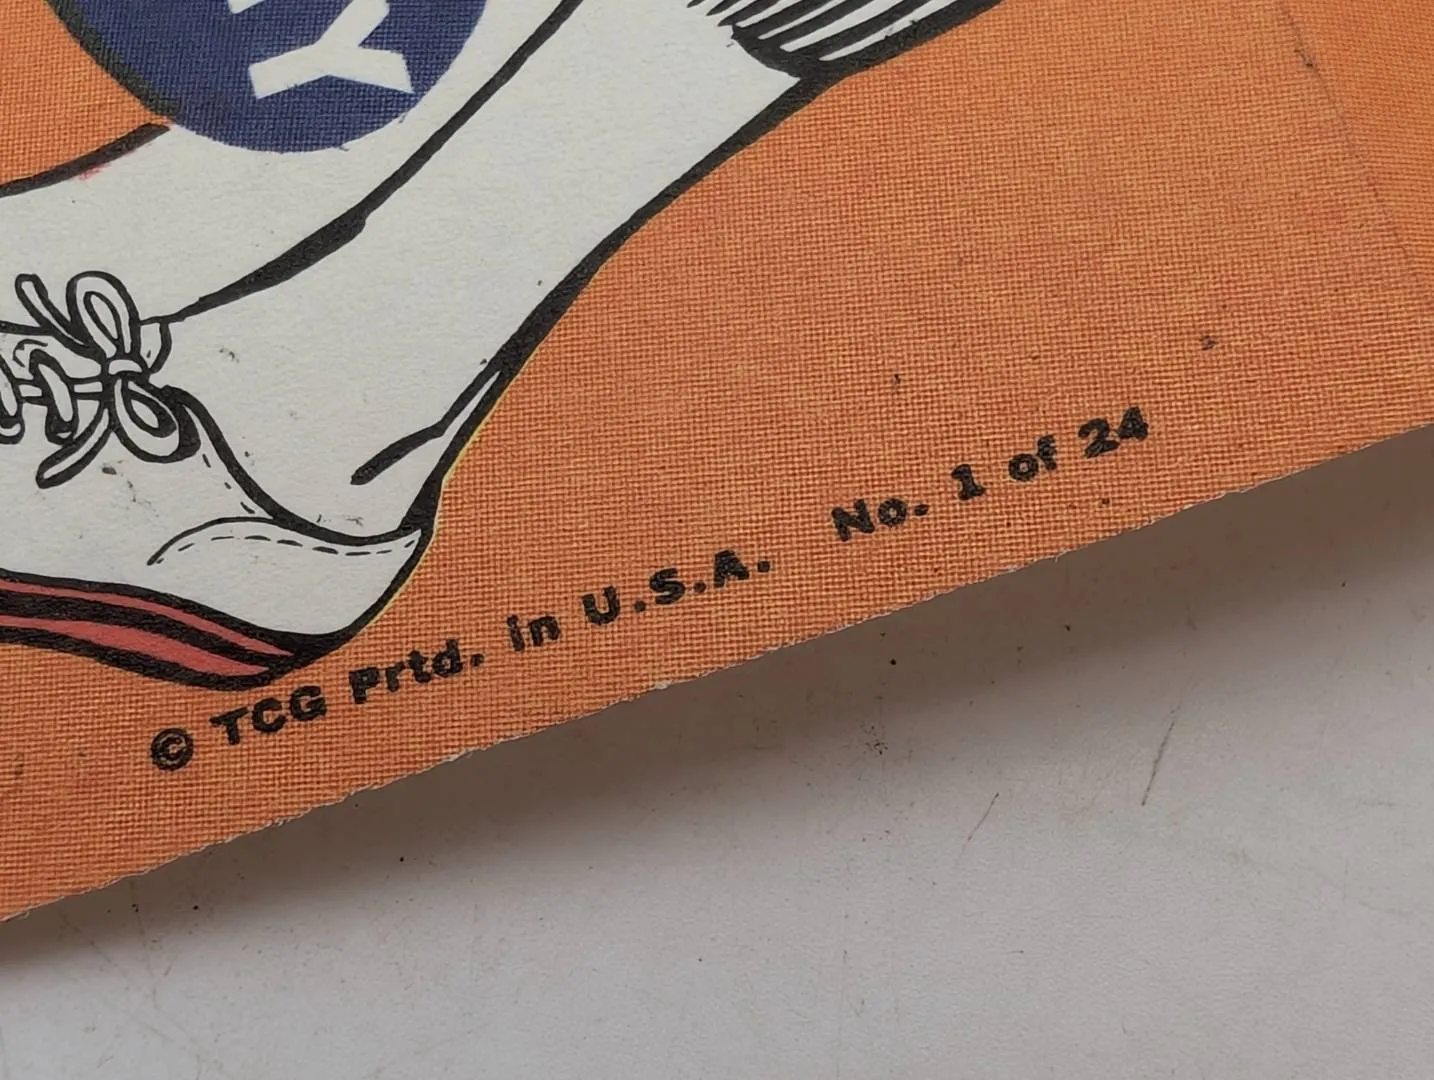 Y
© TCG Prtd. in U.S.A. No. 1 of 24